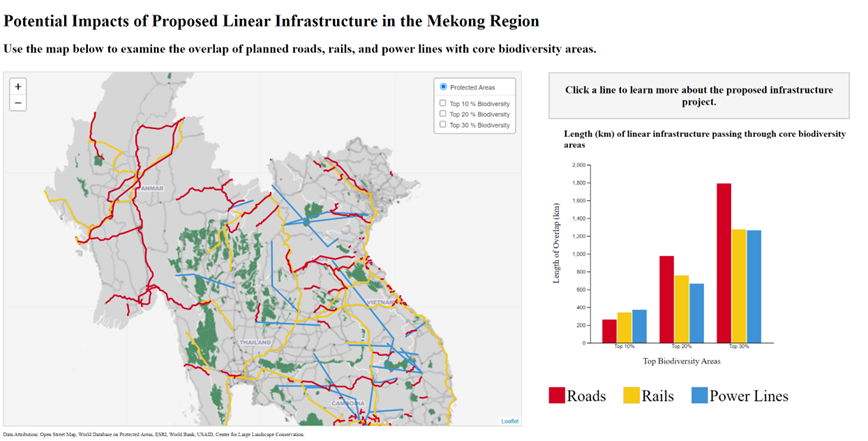 Potential Impacts of Proposed Linear Infrastructure in the Mekong Region
Use the map below to examine the overlap of planned roads, rails, and power lines with core biodiversity areas.
+
−
Protected Areas
Top 10 % Biodiversity
Top 20 % Biodiversity
Top 30 % Biodiversity
ANMAR
VIETNAM
THAILAND
CAMBODIA
Leaflet
Data Attribution: Open Street Map, World Database on Protected Areas, ESRI, World Bank, USAID, Center for Large Landscape Conservation.
Click a line to learn more about the proposed infrastructure
project.
Length (km) of linear infrastructure passing through core biodiversity
areas
Length of Overlap (km)
2,000
1,800
1,600
1,400
1,200
1,000
800
600
400
200
0
Top 10%
Top 20%
Top 30%
Top Biodiversity Areas
Roads
Rails
Power Lines